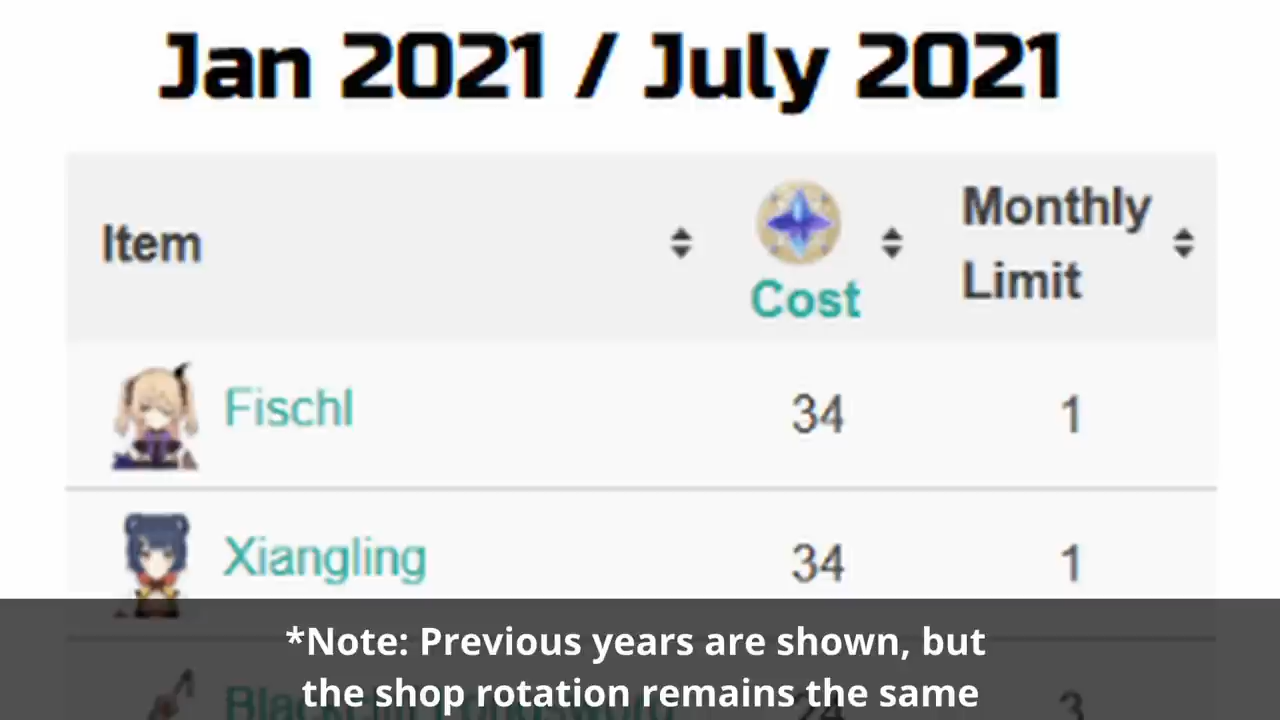 Jan 2021 / July 2021
Item
Cost
Monthly
Limit
Fischl 34 1
Xiangling 34 1
*Note: Previous years are shown, but
the shop rotation remains the same